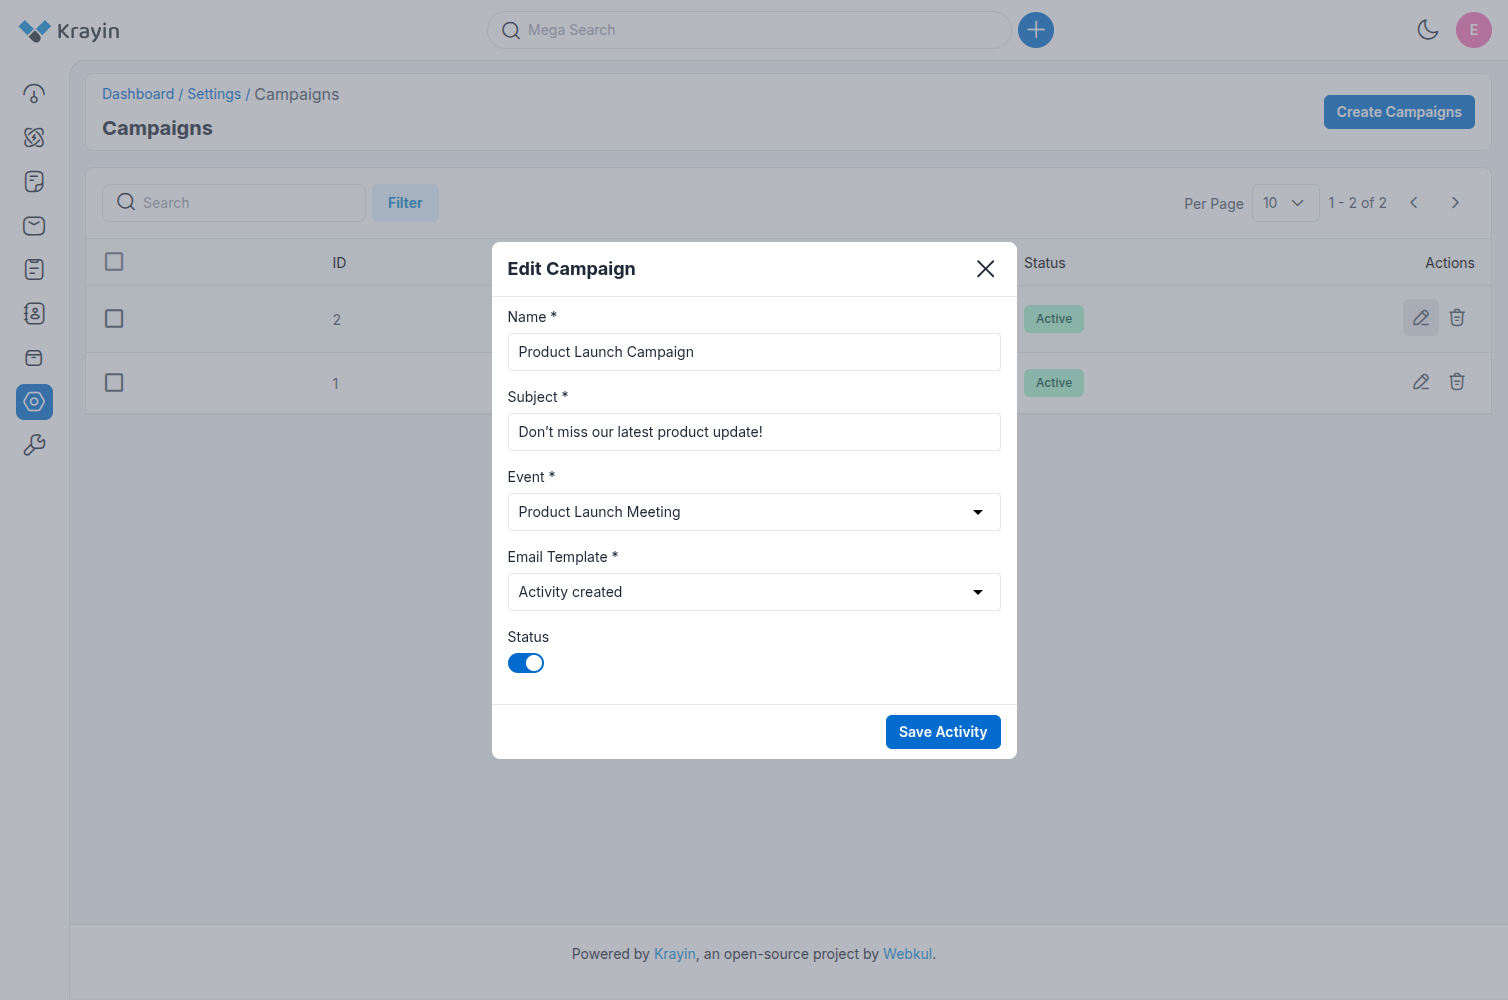 Krayin
Mega Search
E
Dashboard / Settings / Campaigns
Campaigns
Create Campaigns
Search
Filter
Per Page
10
1 - 2 of 2
ID
Status
Actions
2
Active
1
Active
Edit Campaign
Name *
Product Launch Campaign
Subject *
Don’t miss our latest product update!
Event *
Product Launch Meeting
Email Template *
Activity created
Status
Save Activity
Powered by Krayin, an open-source project by Webkul.